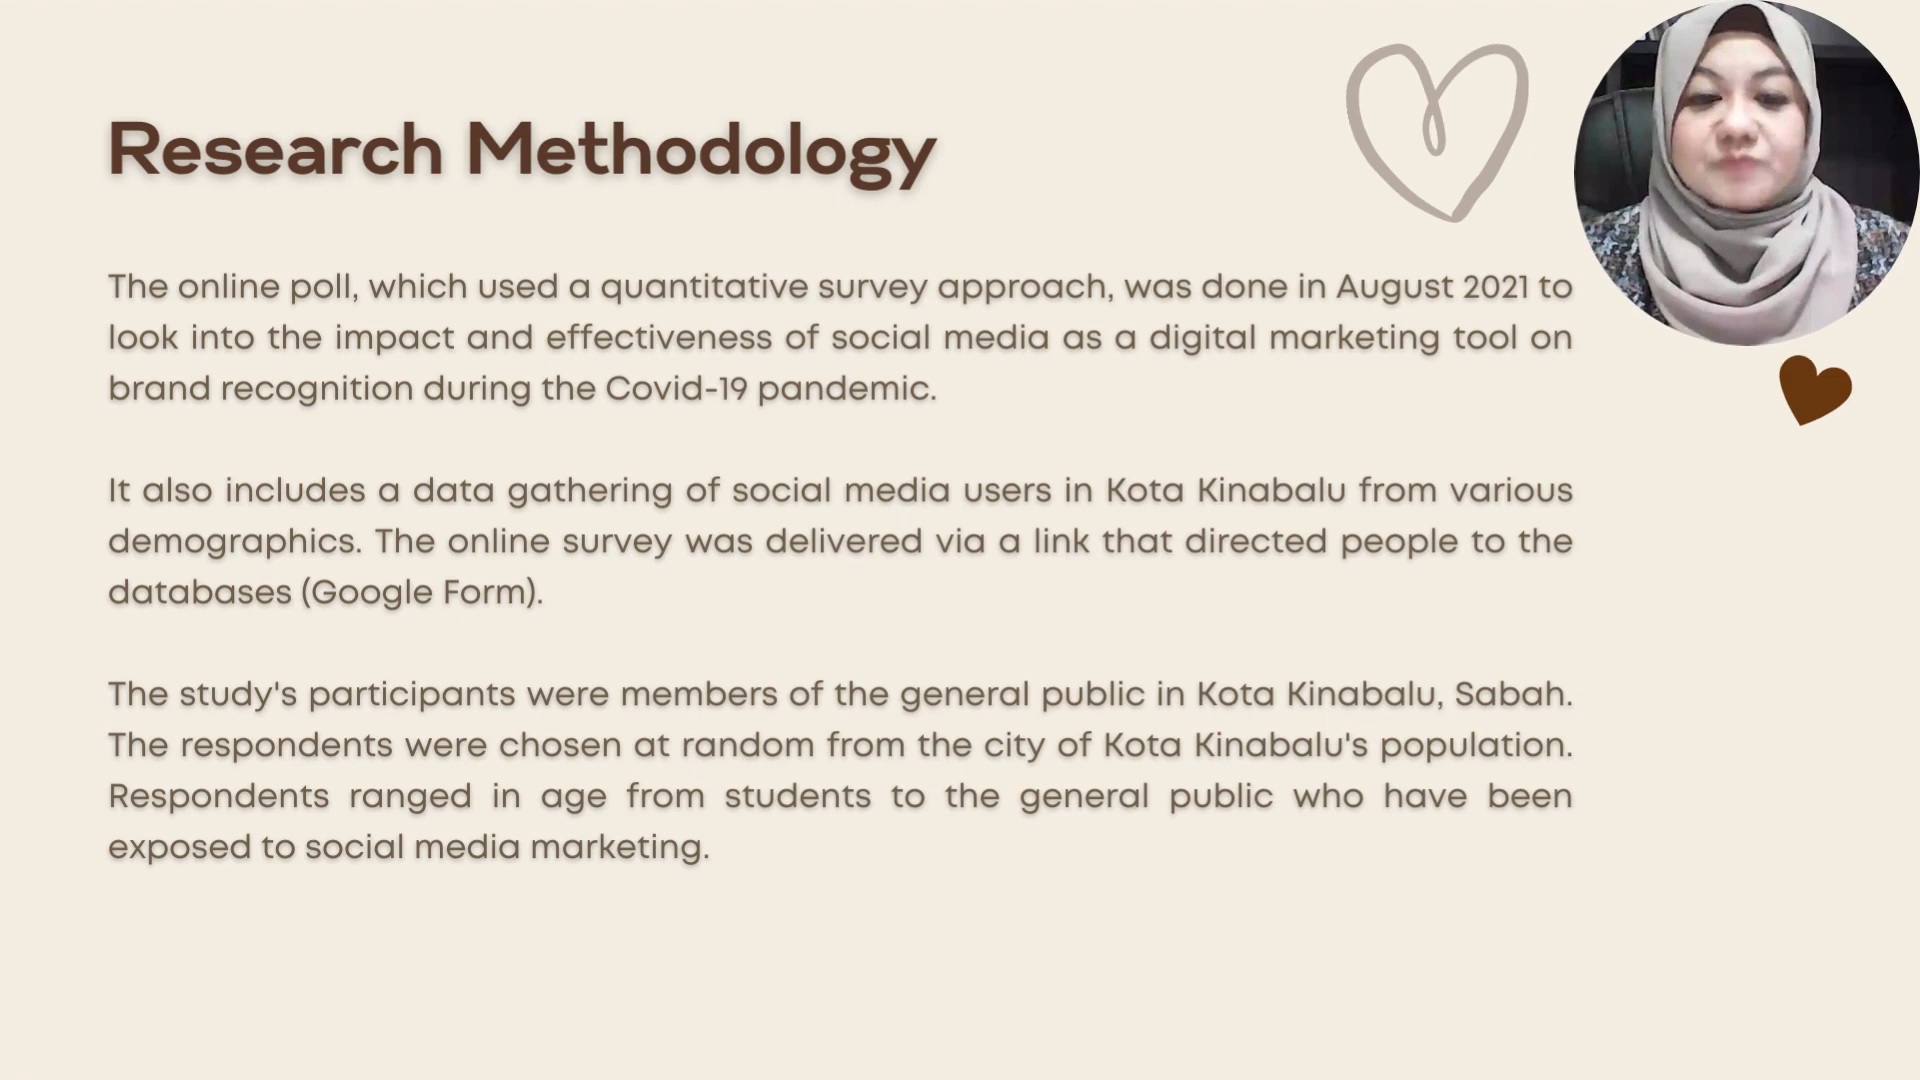 Research Methodology
The online poll, which used a quantitative survey approach, was done in August 2021 to
look into the impact and effectiveness of social media as a digital marketing tool on
brand recognition during the Covid-19 pandemic.
It also includes a data gathering of social media users in Kota Kinabalu from various
demographics. The online survey was delivered via a link that directed people to the
databases (Google Form).
The study's participants were members of the general public in Kota Kinabalu, Sabah.
The respondents were chosen at random from the city of Kota Kinabalu's population.
Respondents ranged in age from students to the general public who have been
exposed to social media marketing.